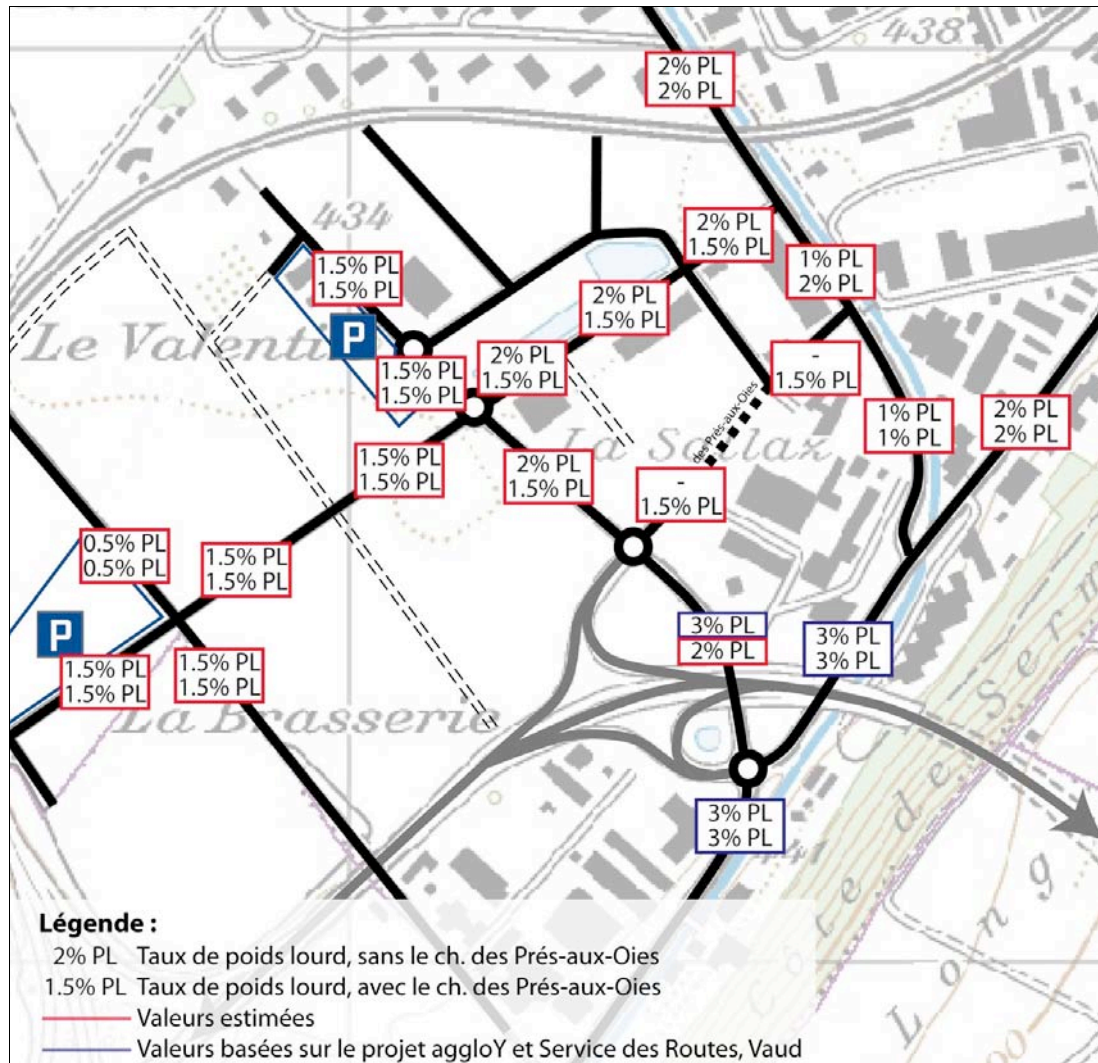 438
2% PL
2% PL
434
2% PL
1.5% PL
1.5% PL
1.5% PL
1% PL
2% PL
2% PL
1.5% PL
Le Valenti
P
2% PL
1.5% PL
1.5% PL
1.5% PL
-
1.5% PL
des Prés-aux-Oies
1% PL
1% PL
2% PL
2% PL
La Sallaz
1.5% PL
1.5% PL
2% PL
1.5% PL
-
1.5% PL
0.5% PL
0.5% PL
1.5% PL
1.5% PL
P
3% PL
2% PL
3% PL
3% PL
1.5% PL
1.5% PL
1.5% PL
1.5% PL
La Brasserie
3% PL
3% PL
441
Côte de Serm
Long
Légende :
2% PL Taux de poids lourd, sans le ch. des Prés-aux-Oies
1.5% PL Taux de poids lourd, avec le ch. des Prés-aux-Oies
Valeurs estimées
Valeurs basées sur le projet aggloY et Service des Routes, Vaud